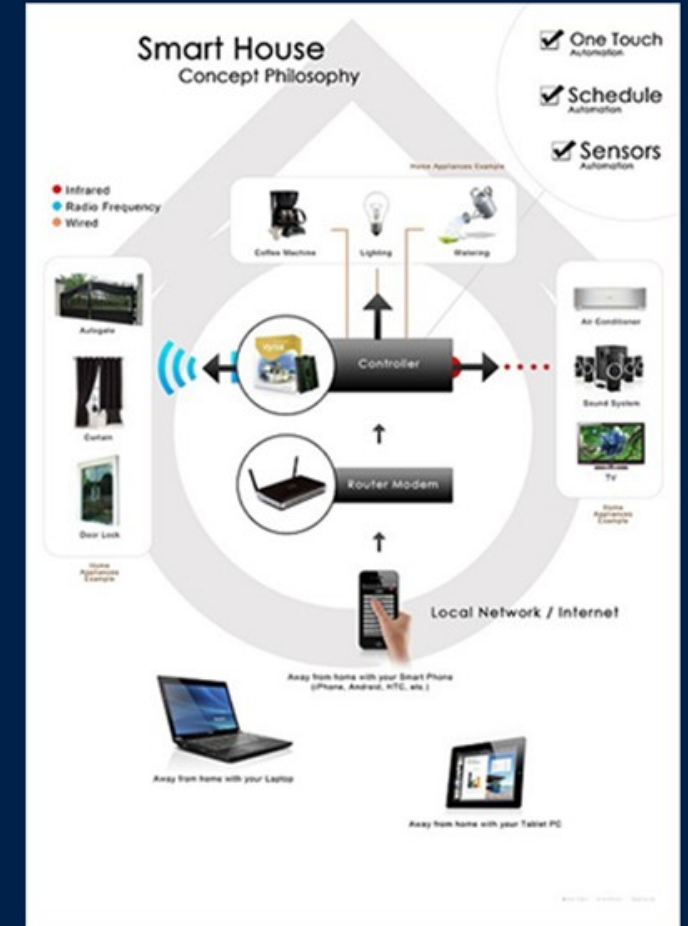 Smart House
Concept Philosophy
One Touch
Automation
Schedule
Automation
Sensors
Automation
Infrared
Radio Frequency
Wired
Home Appliances Example
Coffee Machine
Lighting
Watering
Autogate
Curtain
Door Lock
Home
Appliances
Example
Controller
Air Conditioner
Sound System
TV
Home
Appliances
Example
Router Modem
Local Network / Internet
Away from home with your Smart Phone
(iPhone, Android, HTC, etc.)
Away from home with your Laptop
Away from home with your Tablet PC